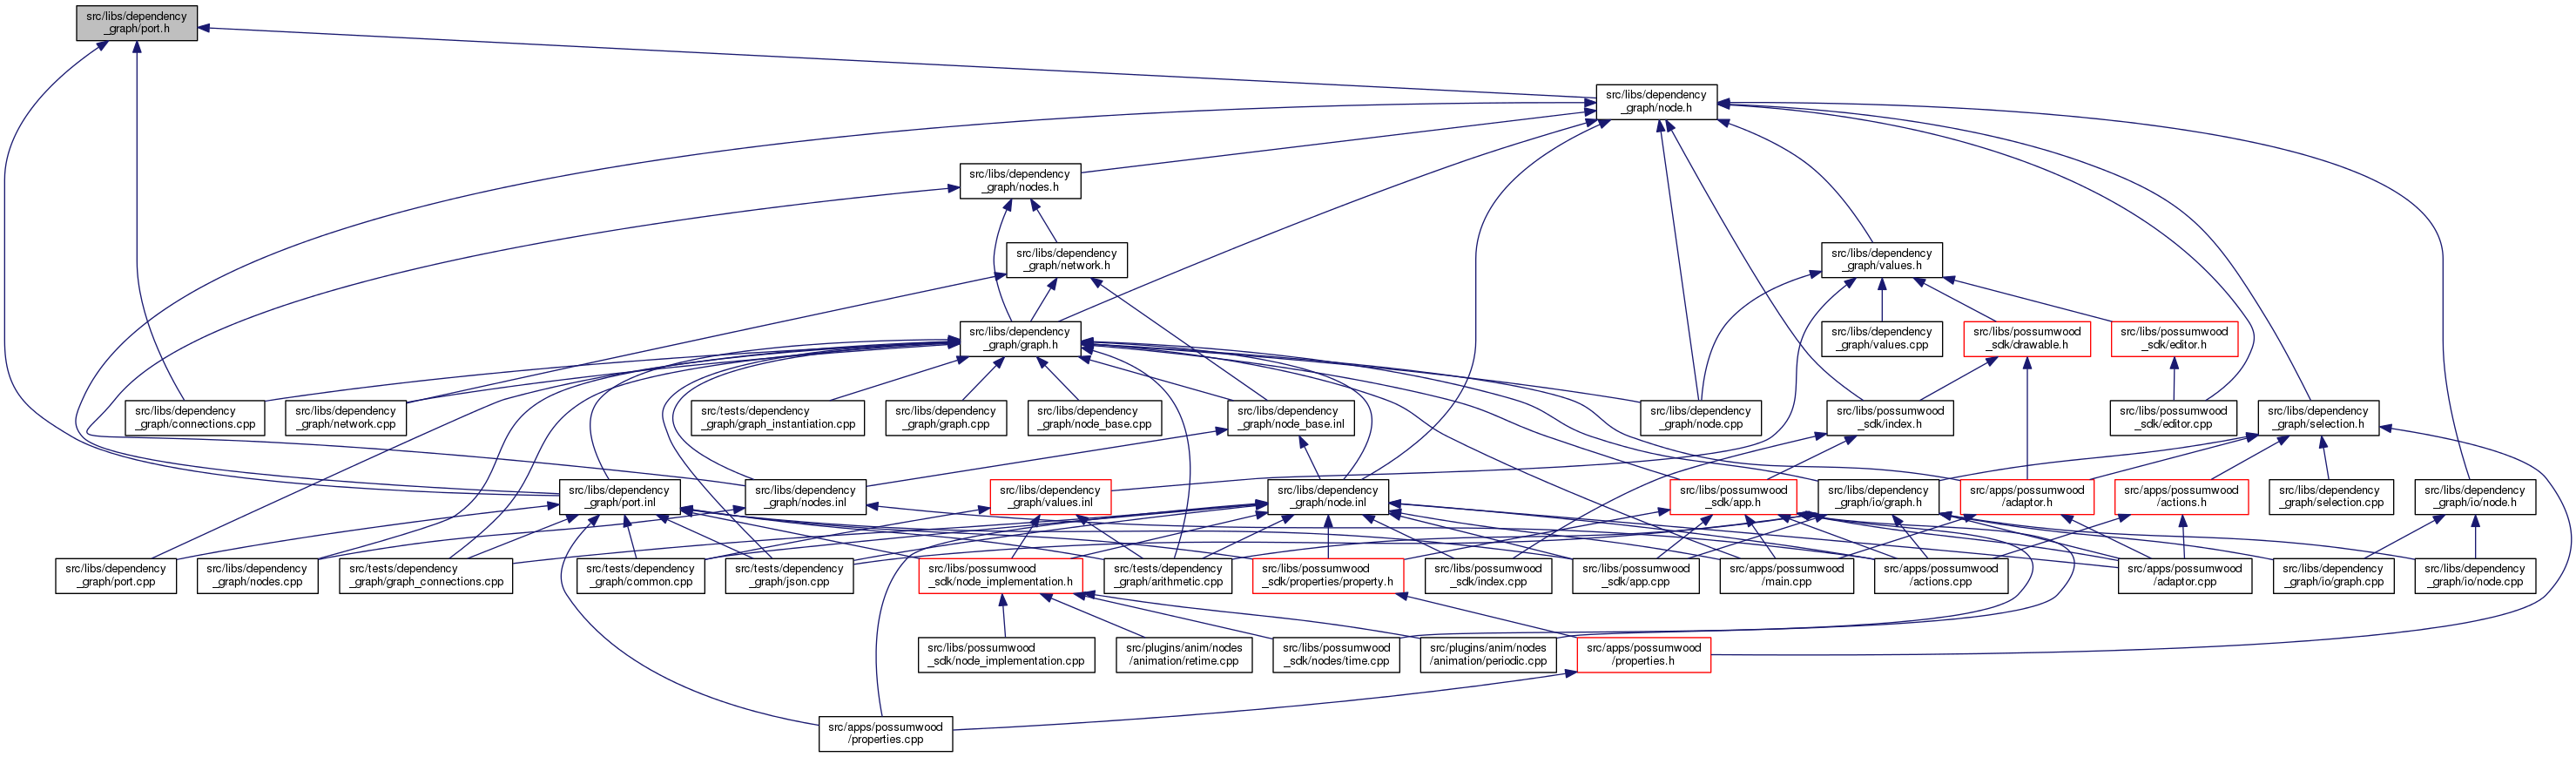 src/libs/dependency
_graph/port.h
src/libs/dependency
_graph/node.h
src/libs/dependency
_graph/nodes.h
src/libs/dependency
_graph/network.h
src/libs/dependency
_graph/values.h
src/libs/dependency
_graph/graph.h
src/libs/dependency
_graph/values.cpp
src/libs/possumwood
_sdk/drawable.h
src/libs/possumwood
_sdk/editor.h
src/libs/dependency
_graph/connections.cpp
src/libs/dependency
_graph/network.cpp
src/tests/dependency
_graph/graph_instantiation.cpp
src/libs/dependency
_graph/graph.cpp
src/libs/dependency
_graph/node_base.cpp
src/libs/dependency
_graph/node_base.inl
src/libs/dependency
_graph/node.cpp
src/libs/possumwood
_sdk/index.h
src/libs/possumwood
_sdk/editor.cpp
src/libs/dependency
_graph/selection.h
src/libs/dependency
_graph/port.inl
src/libs/dependency
_graph/nodes.inl
src/libs/dependency
_graph/values.inl
src/libs/dependency
_graph/node.inl
src/libs/possumwood
_sdk/app.h
src/libs/dependency
_graph/io/graph.h
src/apps/possumwood
/adaptor.h
src/apps/possumwood
/actions.h
src/libs/dependency
_graph/selection.cpp
src/libs/dependency
_graph/io/node.h
src/libs/dependency
_graph/port.cpp
src/libs/dependency
_graph/nodes.cpp
src/tests/dependency
_graph/graph_connections.cpp
src/tests/dependency
_graph/common.cpp
src/tests/dependency
_graph/json.cpp
src/libs/possumwood
_sdk/node_implementation.h
src/tests/dependency
_graph/arithmetic.cpp
src/libs/possumwood
_sdk/properties/property.h
src/libs/possumwood
_sdk/index.cpp
src/libs/possumwood
_sdk/app.cpp
src/apps/possumwood
/main.cpp
src/apps/possumwood
/actions.cpp
src/apps/possumwood
/adaptor.cpp
src/libs/dependency
_graph/io/graph.cpp
src/libs/dependency
_graph/io/node.cpp
src/libs/possumwood
_sdk/node_implementation.cpp
src/plugins/anim/nodes
/animation/retime.cpp
src/libs/possumwood
_sdk/nodes/time.cpp
src/plugins/anim/nodes
/animation/periodic.cpp
src/apps/possumwood
/properties.h
src/apps/possumwood
/properties.cpp